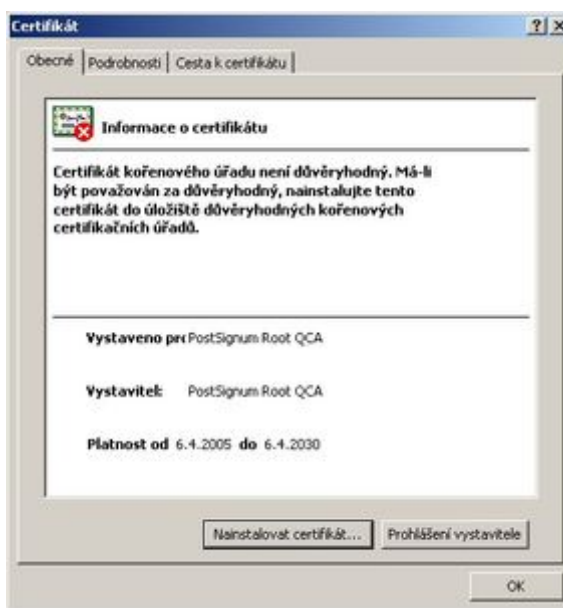 Certifikát
Obecné Podrobnosti Cesta k certifikátu
Informace o certifikátu
Certifikát kořenového úřadu není důvěryhodný. Má-li
být považován za důvěryhodný, nainstalujte tento
certifikát do úložiště důvěryhodných kořenových
certifikačních úřadů.
Vystaveno pro PostSignum Root QCA
Vystavitel: PostSignum Root QCA
Platnost od 6.4.2005 do 6.4.2030
Nainstalovat certifikát... Prohlášení vystavitele
OK